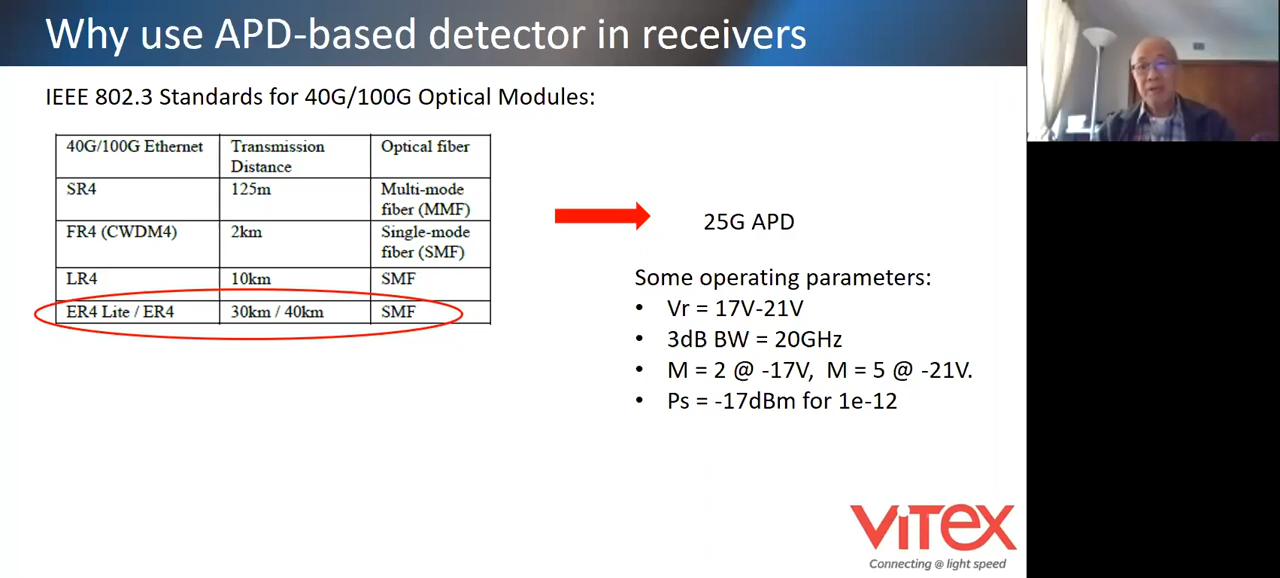 Why use APD-based detector in receivers
IEEE 802.3 Standards for 40G/100G Optical Modules:
40G/100G Ethernet
Transmission
Distance
Optical fiber
SR4
125m
Multi-mode
fiber (MMF)
FR4 (CWDM4)
2km
Single-mode
fiber (SMF)
LR4
10km
SMF
ER4 Lite / ER4
30km / 40km
SMF
25G APD
Some operating parameters:
• Vr = 17V-21V
• 3dB BW = 20GHz
• M = 2 @ -17V, M = 5 @ -21V.
• Ps = -17dBm for 1e-12
ViTEX
Connecting @ light speed